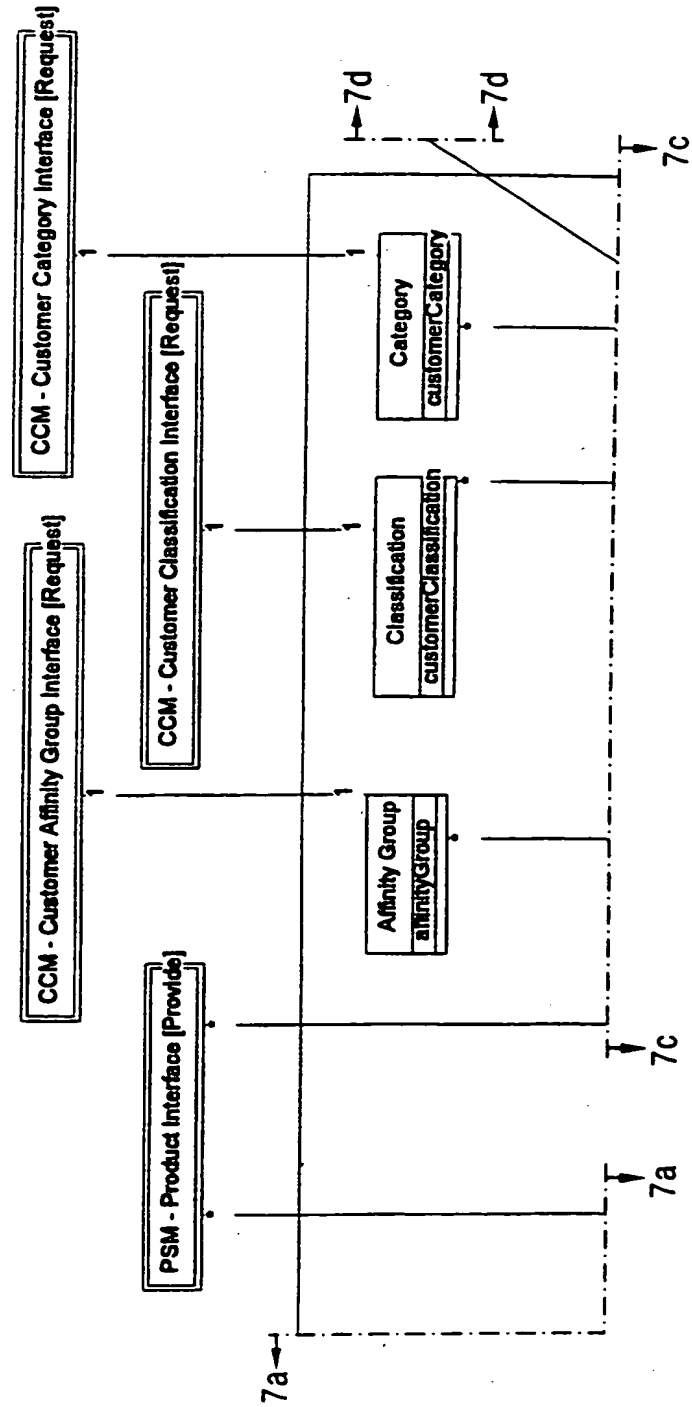 CCM - Customer Affinity Group Interface [Request]
CCM - Customer Category Interface [Request]
PSM - Product Interface [Provide]
CCM - Customer Classification Interface [Request]
1
1
1
7a
1
1
1
7d
7d
Affinity Group
affinityGroup
Classification
customerClassification
Category
customerCategory
7a
7c
7c